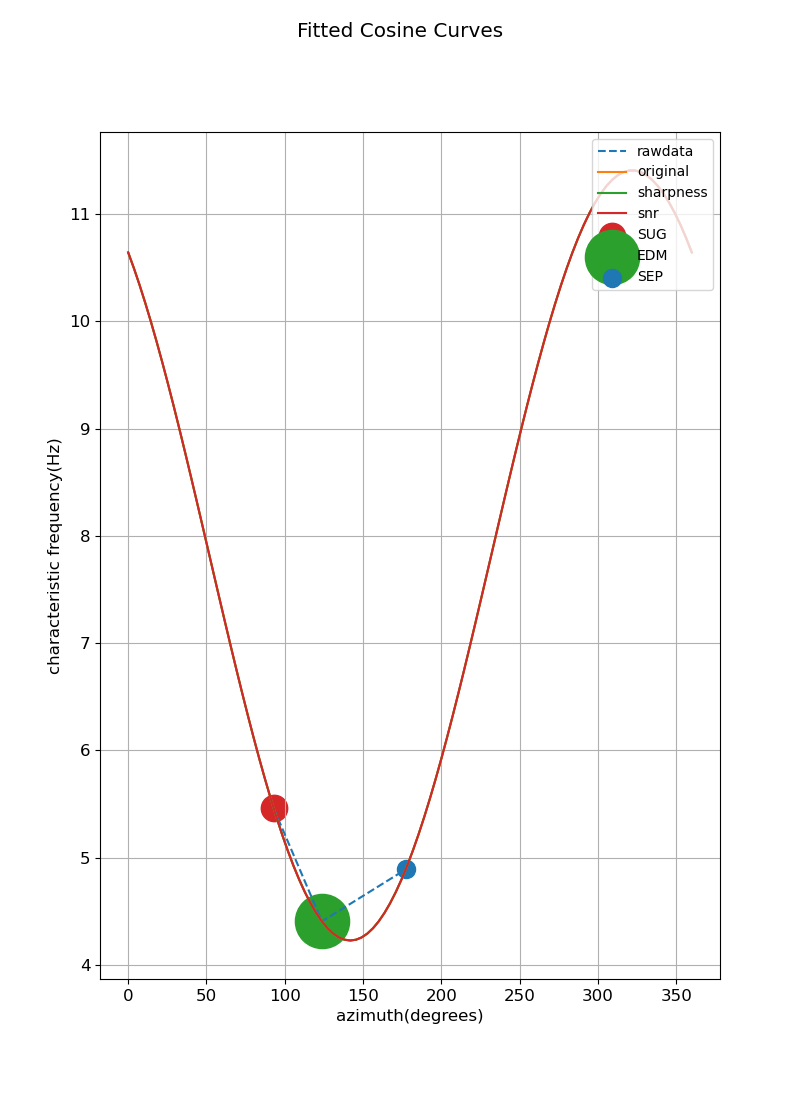 Fitted Cosine Curves
rawdata
original
sharpness
snr
SUG
EDM
SEP
11
10
9
8
7
6
5
4
characteristic frequency(Hz)
0 50 100 150 200 250 300 350
azimuth(degrees)